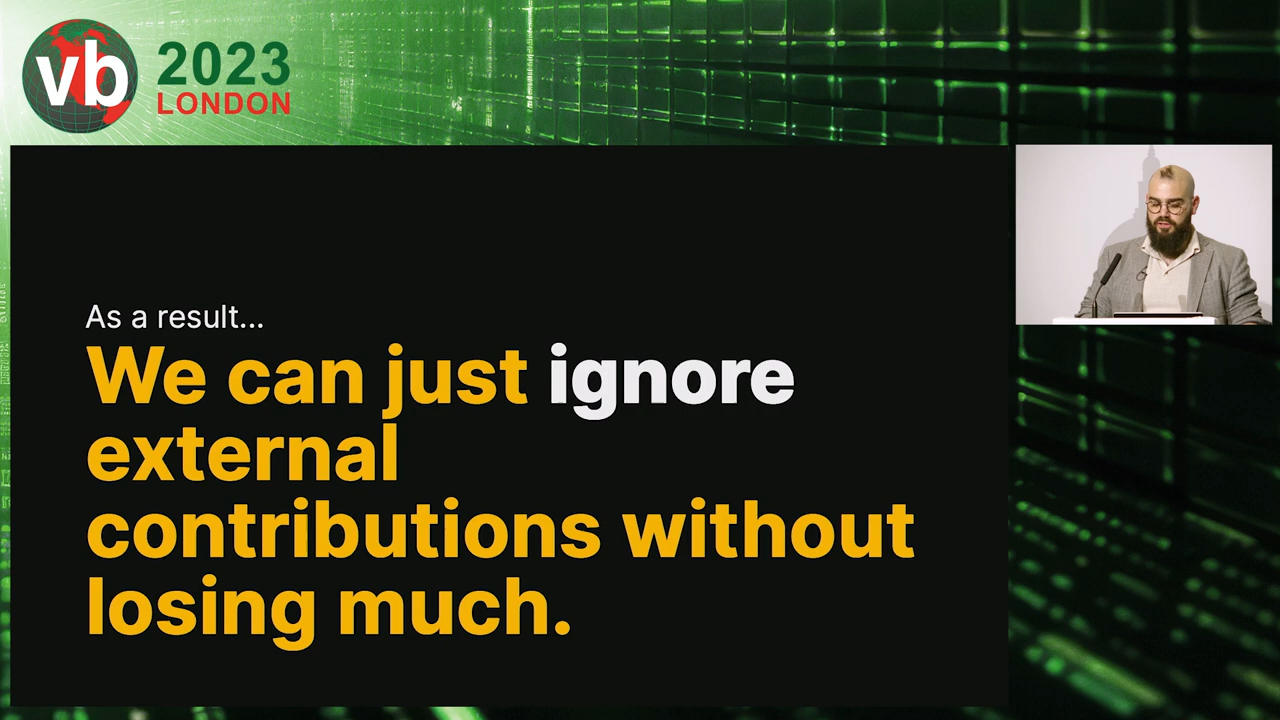 vb
2023
LONDON
As a result...
We can just ignore
external
contributions without
losing much.